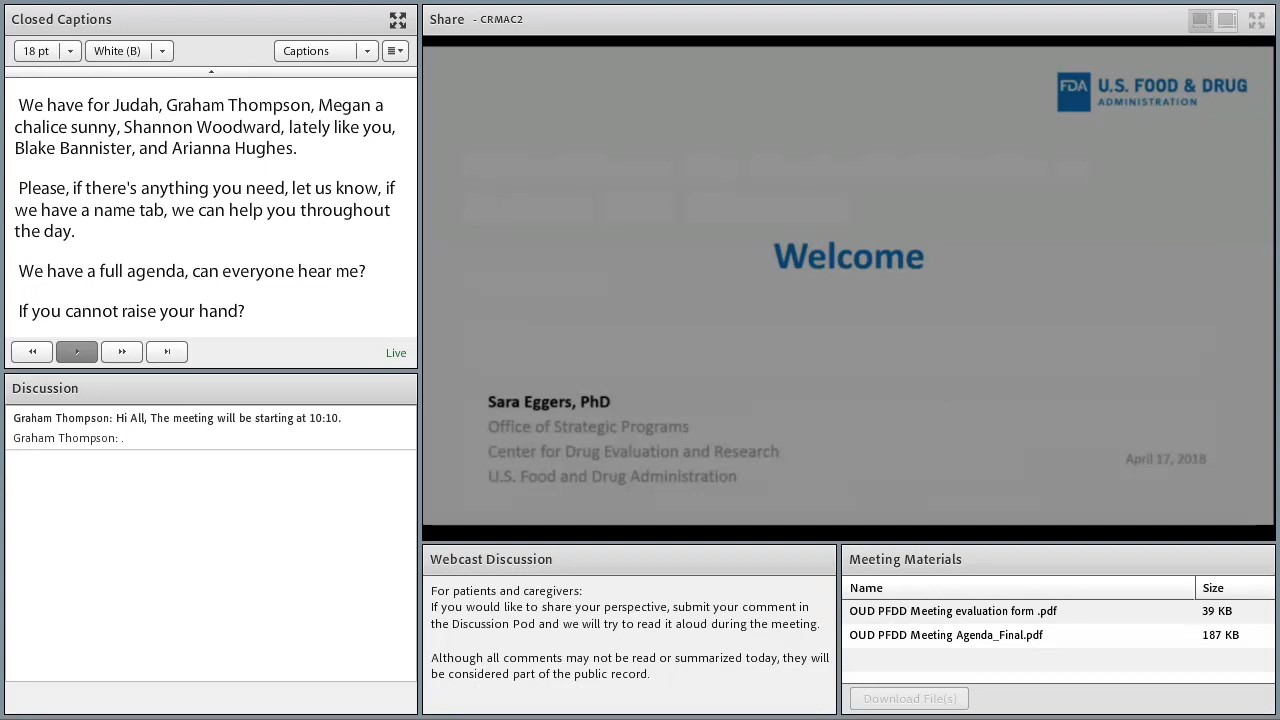 Closed Captions
18 pt
White (B)
Captions
We have for Judah, Graham Thompson, Megan a
chalice sunny, Shannon Woodward, lately like you,
Blake Bannister, and Arianna Hughes.
Please, if there's anything you need, let us know, if
we have a name tab, we can help you throughout
the day.
We have a full agenda, can everyone hear me?
If you cannot raise your hand?
Live
Discussion
Graham Thompson: Hi All, The meeting will be starting at 10:10.
Graham Thompson: .
Share - CRMAC2
FDA U.S. FOOD & DRUG
ADMINISTRATION
Welcome
Sara Eggers, PhD
Office of Strategic Programs
Center for Drug Evaluation and Research
U.S. Food and Drug Administration
April 17, 2018
Webcast Discussion
For patients and caregivers:
If you would like to share your perspective, submit your comment in
the Discussion Pod and we will try to read it aloud during the meeting.
Although all comments may not be read or summarized today, they will
be considered part of the public record.
Meeting Materials
Name Size
OUD PFDD Meeting evaluation form .pdf 39 KB
OUD PFDD Meeting Agenda_Final.pdf 187 KB
Download File(s)